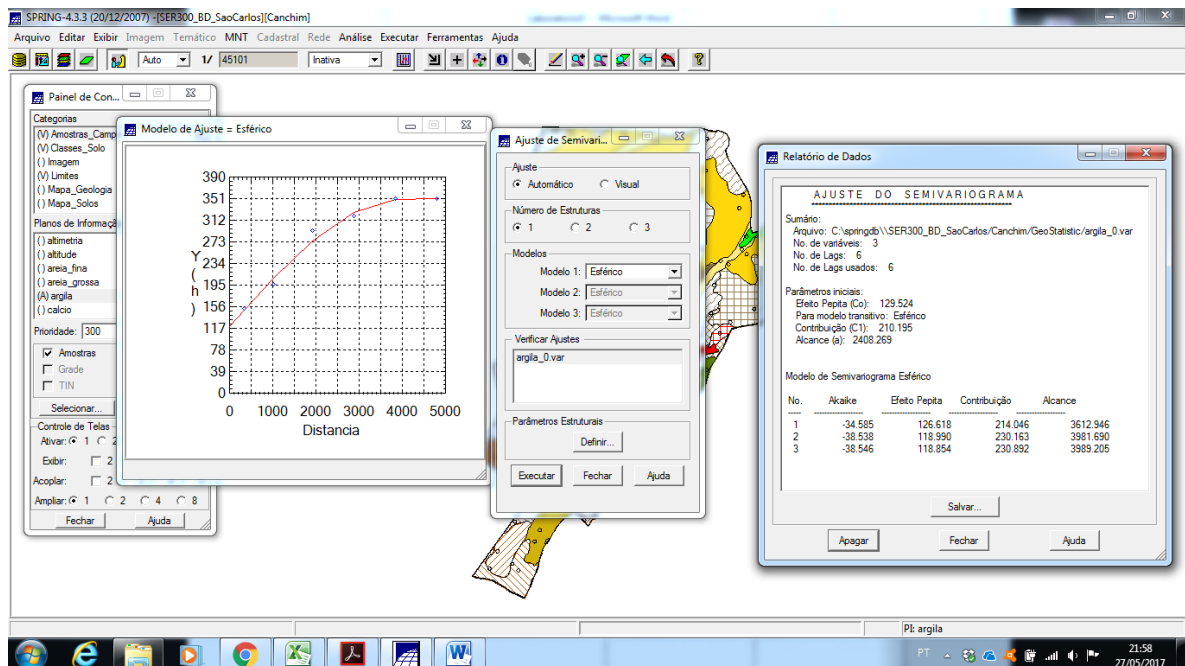 SPRING-4.3.3 (20/12/2007) -[SER300_BD_SaoCarlos][Canchim]
Arquivo Editar Exibir Imagem Temático MNT Cadastral Rede Análise Executar Ferramentas Ajuda
Auto 1/ 45101 Inativa
Painel de Con...
Categorias
(V) Amostras_Camp
(V) Classes_Solo
( ) Imagem
(V) Limites
( ) Mapa_Geologia
( ) Mapa_Solos
Planos de Informaçã
( ) altimetria
( ) altitude
( ) areia_fina
( ) areia_grossa
(A) argila
( ) calcio
Prioridade: 300
Amostras
Grade
TIN
Selecionar...
Controle de Telas
Ativar: 1 2
Exibir: 2
Acoplar: 2
Ampliar: 1 2 4 8
Fechar Ajuda
Modelo de Ajuste = Esférico
390
351
312
273
234
195
156
117
78
39
0
Y ( h )
0 1000 2000 3000 4000 5000
Distancia
Ajuste de Semivari...
Ajuste
Automático Visual
Número de Estruturas
1 2 3
Modelos
Modelo 1: Esférico
Modelo 2: Esférico
Modelo 3: Esférico
Verificar Ajustes
argila_0.var
Parâmetros Estruturais
Definir...
Executar Fechar Ajuda
Relatório de Dados
AJUSTE DO SEMIVARIOGRAMA
Sumário:
Arquivo: C:\springdb\\SER300_BD_SaoCarlos/Canchim/GeoStatistic/argila_0.var
No. de variáveis: 3
No. de Lags: 6
No. de Lags usados: 6
Parâmetros iniciais:
Efeito Pepita (Co): 129.524
Para modelo transitivo: Esférico
Contribuição (C1): 210.195
Alcance (a): 2408.269
Modelo de Semivariograma Esférico
No. Akaike Efeito Pepita Contribuição Alcance
1 -34.585 126.618 214.046 3612.946
2 -38.538 118.990 230.163 3981.690
3 -38.546 118.854 230.892 3989.205
Salvar...
Apagar Fechar Ajuda
PI: argila
PT 21:58
27/05/2017